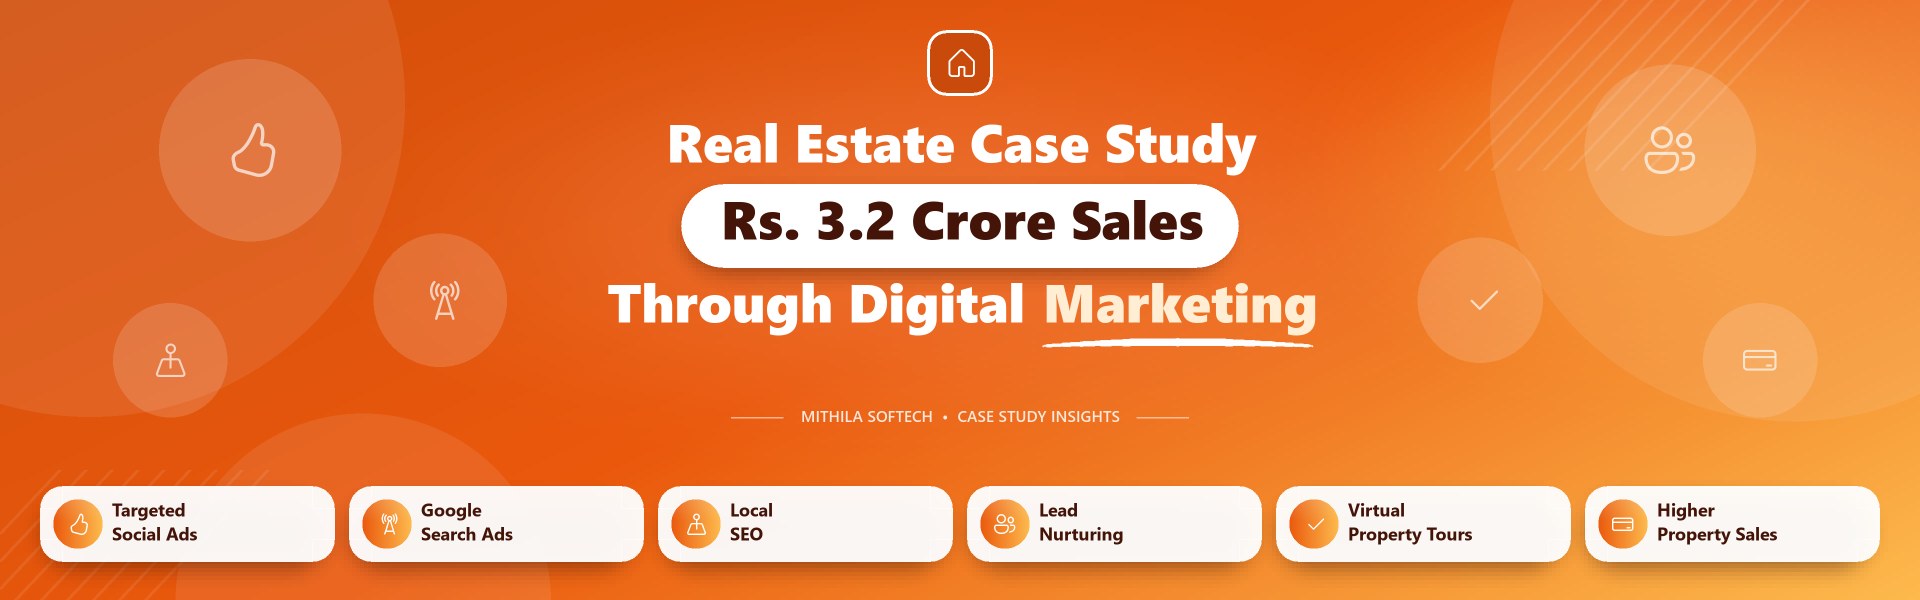 Real Estate Case Study
Rs. 3.2 Crore Sales
Through Digital Marketing
MITHILA SOFTECH • CASE STUDY INSIGHTS
Targeted
Social Ads
Google
Search Ads
Local
SEO
Lead
Nurturing
Virtual
Property Tours
Higher
Property Sales